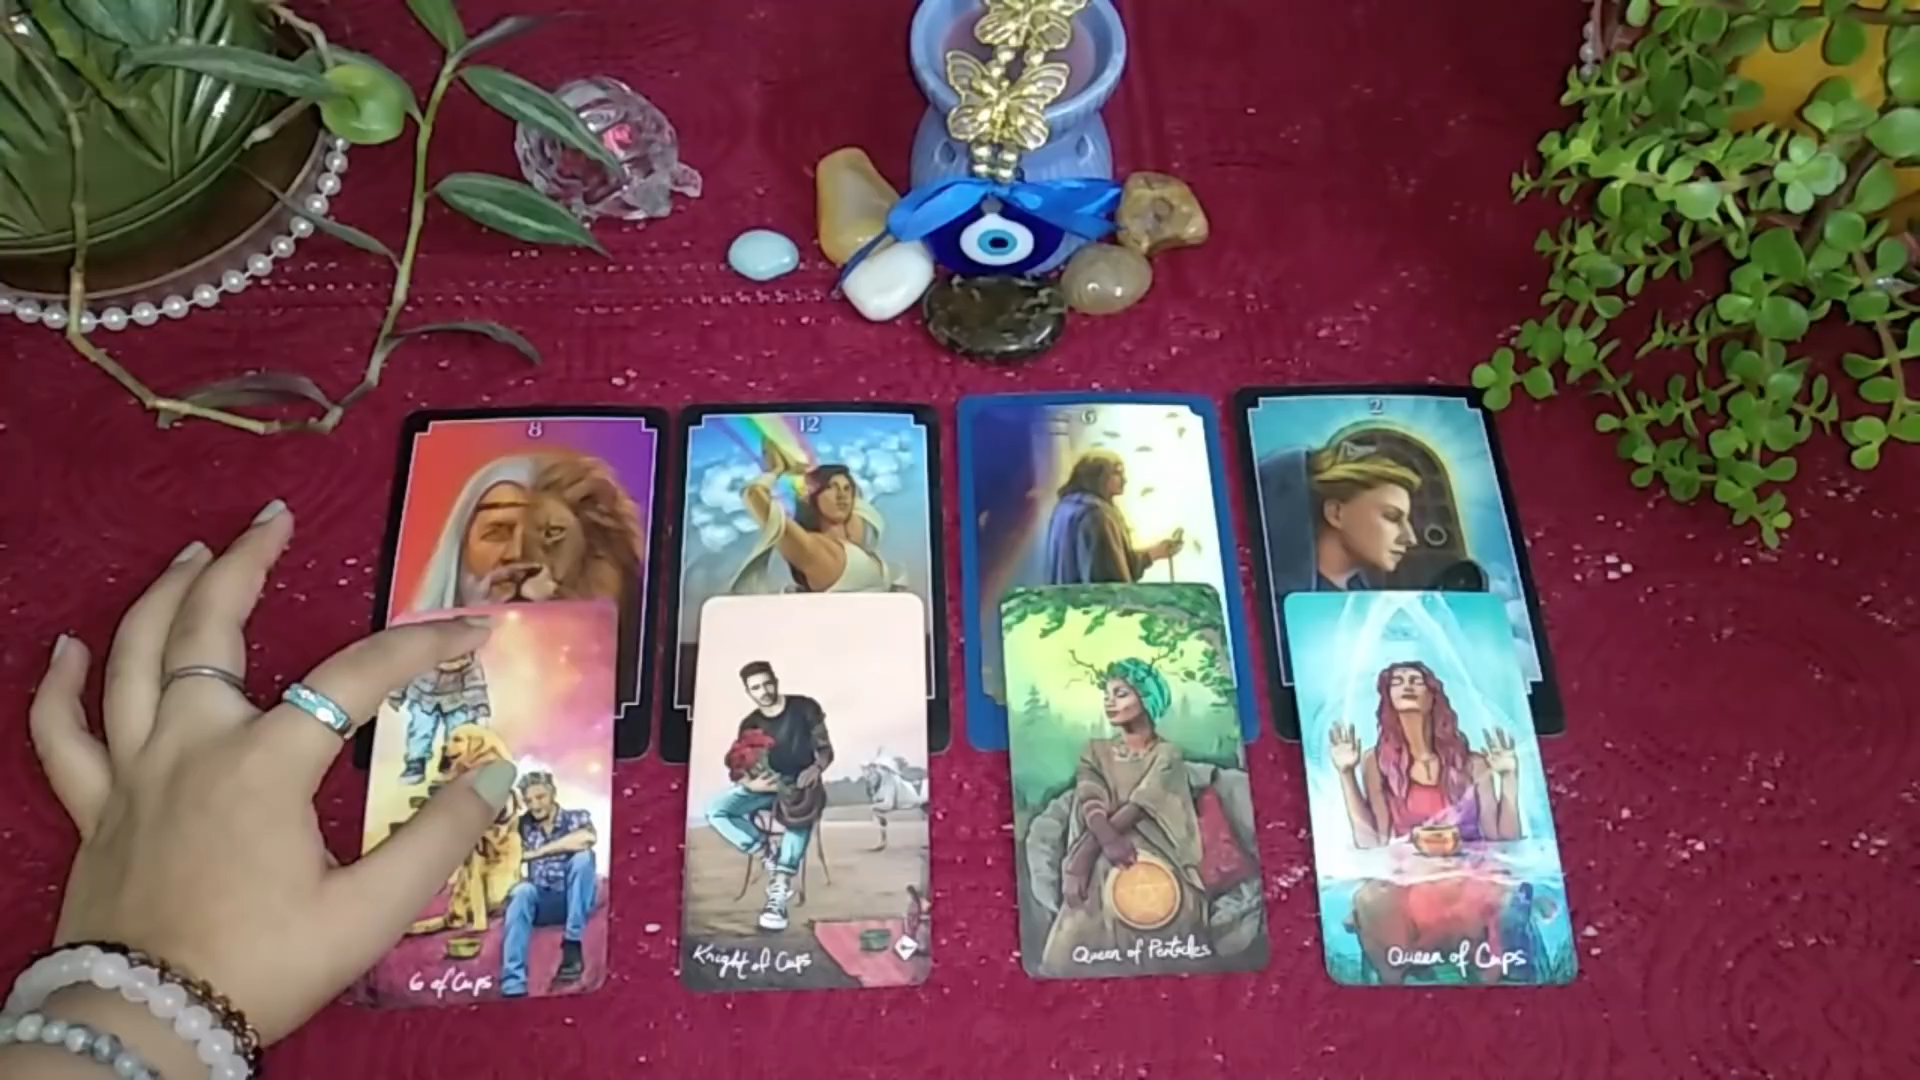 8
12
6
2
6 of Cups
Knight of Cups
Queen of Pentacles
Queen of Cups